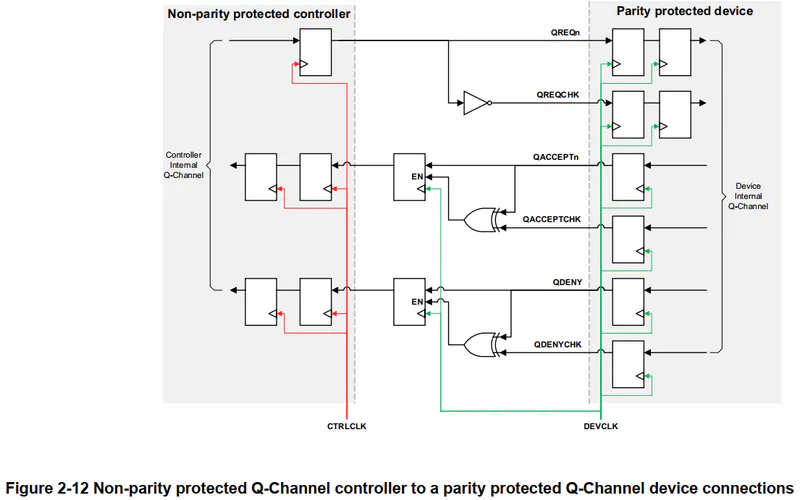 Non-parity protected controller
Parity protected device
QREQn
QREQCHK
Controller
Internal
Q-Channel
QACCEPTn
EN
QACCEPTCHK
Device
Internal
Q-Channel
QDENY
EN
QDENYCHK
CTRLCLK
DEVCLK
Figure 2-12 Non-parity protected Q-Channel controller to a parity protected Q-Channel device connections